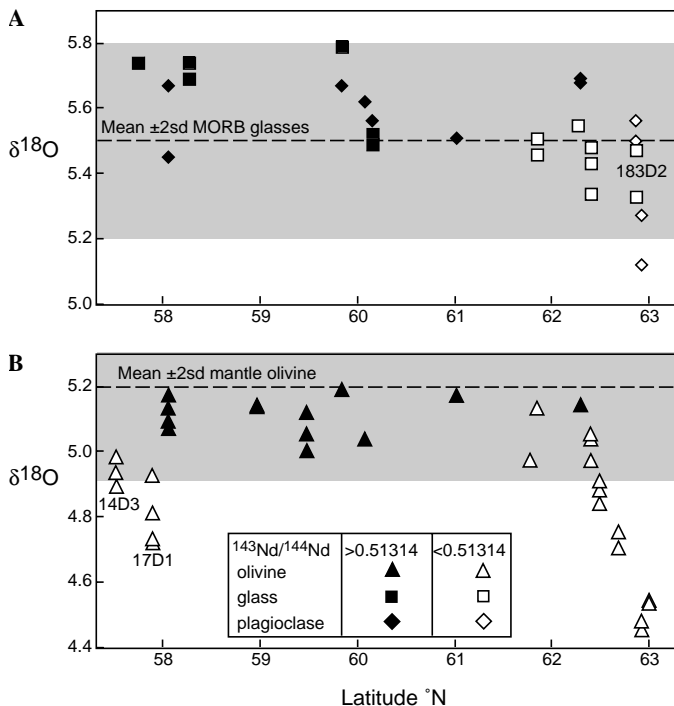 A
5.8
5.6
Mean ±2sd MORB glasses
δ18O
183D2
5.4
5.2
5.0
58 59 60 61 62 63
B
Mean ±2sd mantle olivine
5.2
5.0
δ18O
14D3
4.8
17D1
143Nd/144Nd >0.51314 <0.51314
olivine
glass
plagioclase
4.6
4.4
58 59 60 61 62 63
Latitude ˚N